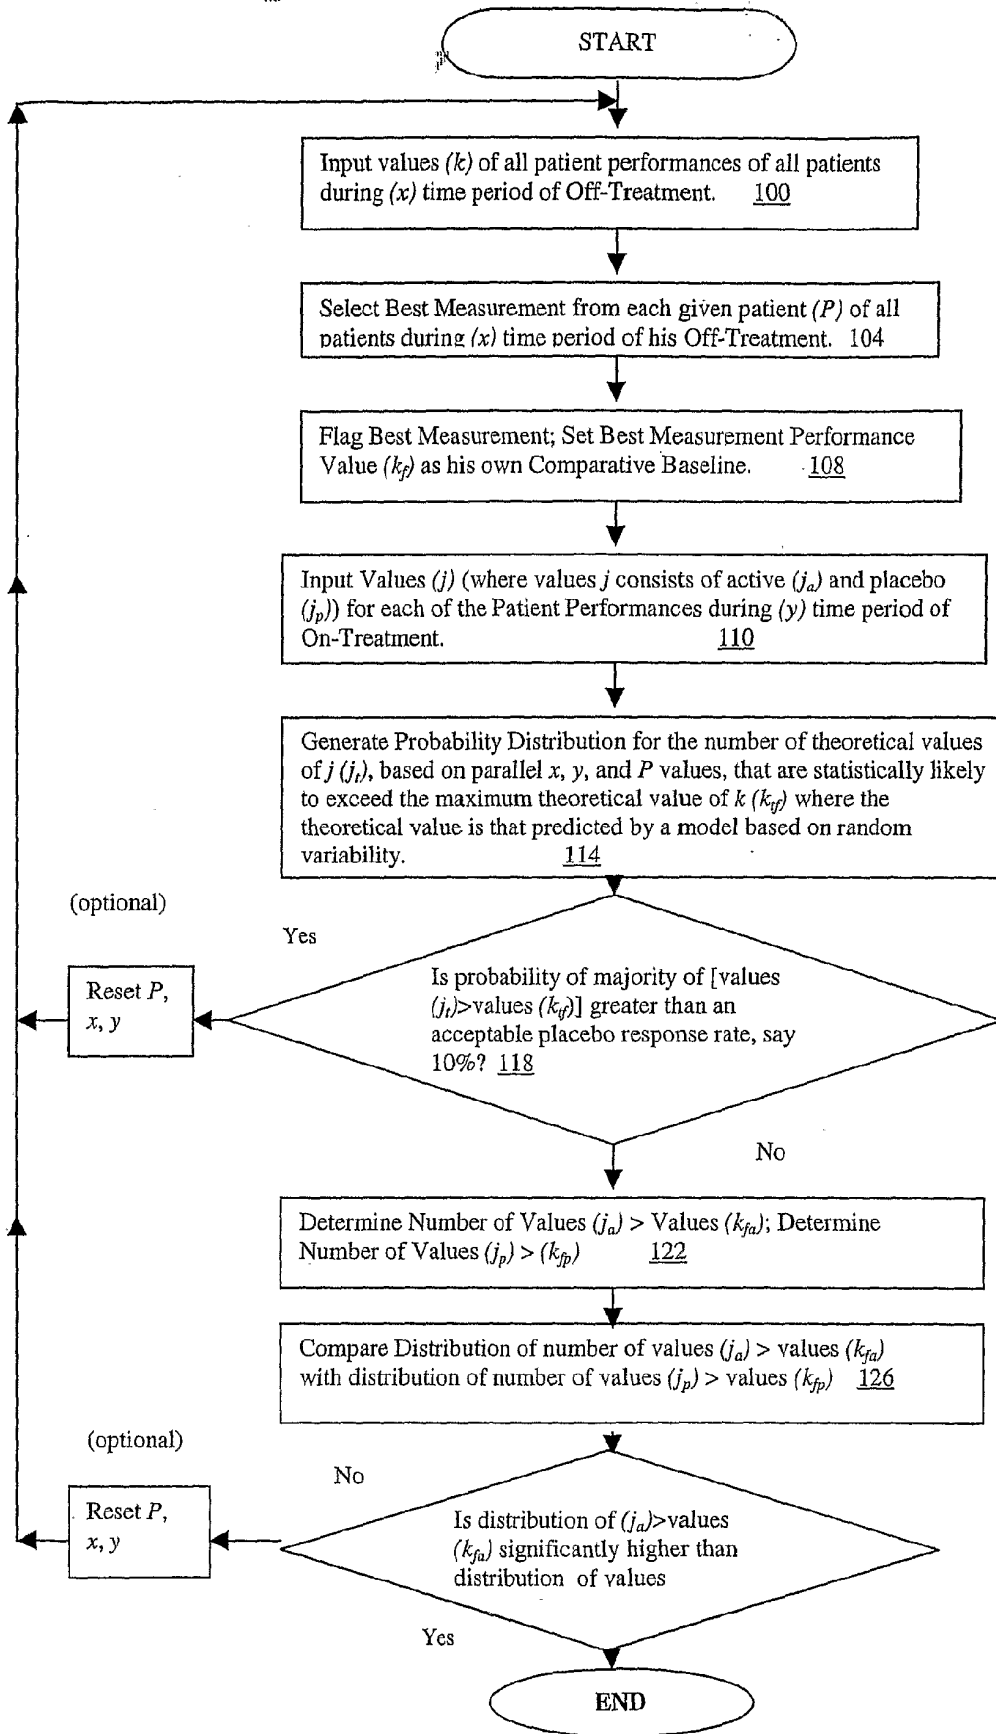 START
Input values (k) of all patient performances of all patients
during (x) time period of Off-Treatment. 100
Select Best Measurement from each given patient (P) of all
patients during (x) time period of his Off-Treatment. 104
Flag Best Measurement; Set Best Measurement Performance
Value (kf) as his own Comparative Baseline. 108
Input Values (j) (where values j consists of active (ja) and placebo
(jp)) for each of the Patient Performances during (y) time period of
On-Treatment. 110
Generate Probability Distribution for the number of theoretical values
of j (jt), based on parallel x, y, and P values, that are statistically likely
to exceed the maximum theoretical value of k (ktf) where the
theoretical value is that predicted by a model based on random
variability. 114
(optional)
Yes
Reset P,
x, y
Is probability of majority of [values
(jt)>values (ktf)] greater than an
acceptable placebo response rate, say
10%? 118
No
Determine Number of Values (ja) > Values (kfa); Determine
Number of Values (jp) > (kfp) 122
Compare Distribution of number of values (ja) > values (kfa)
with distribution of number of values (jp) > values (kfp) 126
(optional)
No
Reset P,
x, y
Is distribution of (ja)>values
(kfa) significantly higher than
distribution of values
Yes
END